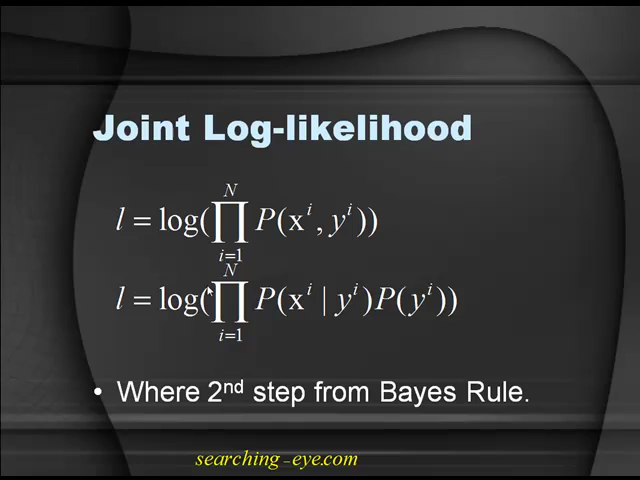 Joint Log-likelihood
l = log(∏_{i=1}^{N} P(x^i, y^i))
l = log(∏_{i=1}^{N} P(x^i | y^i)P(y^i))
• Where 2nd step from Bayes Rule.
searching-eye.com